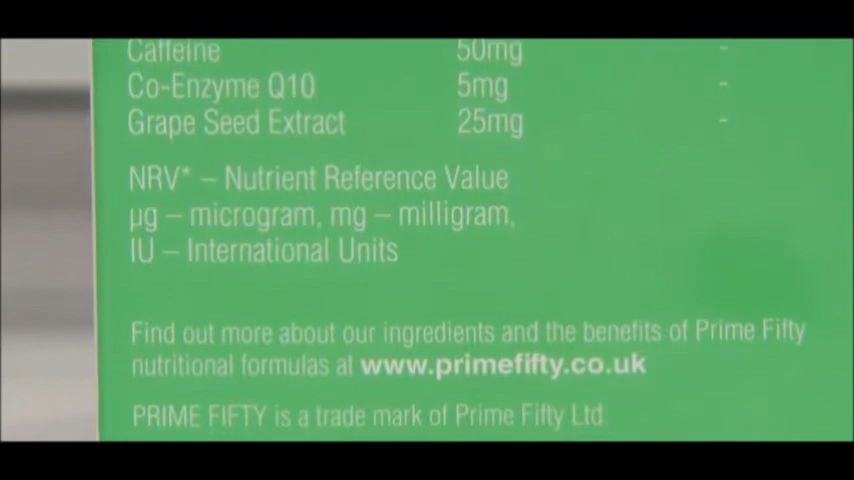 Caffeine 50mg -
Co-Enzyme Q10 5mg -
Grape Seed Extract 25mg -
NRV* – Nutrient Reference Value
µg – microgram, mg – milligram,
IU – International Units
Find out more about our ingredients and the benefits of Prime Fifty
nutritional formulas at www.primefifty.co.uk
PRIME FIFTY is a trade mark of Prime Fifty Ltd